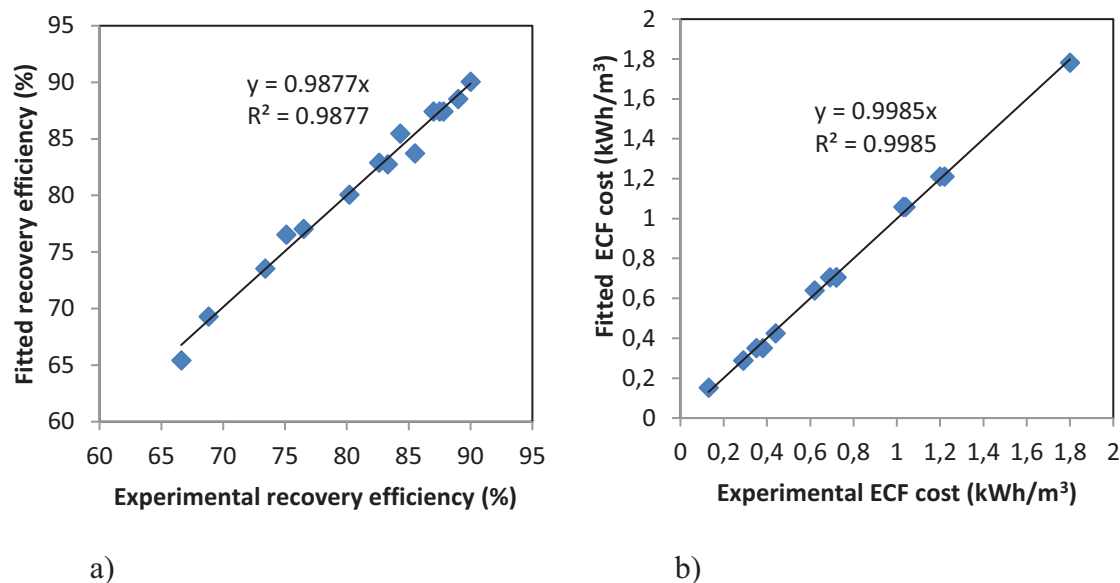 95
90
85
80
75
70
65
60
Fitted recovery efficiency (%)
y = 0.9877x
R² = 0.9877
60 65 70 75 80 85 90 95
Experimental recovery efficiency (%)
a)
2
1,8
1,6
1,4
1,2
1
0,8
0,6
0,4
0,2
0
Fitted ECF cost (kWh/m³)
y = 0.9985x
R² = 0.9985
0 0,2 0,4 0,6 0,8 1 1,2 1,4 1,6 1,8 2
Experimental ECF cost (kWh/m³)
b)